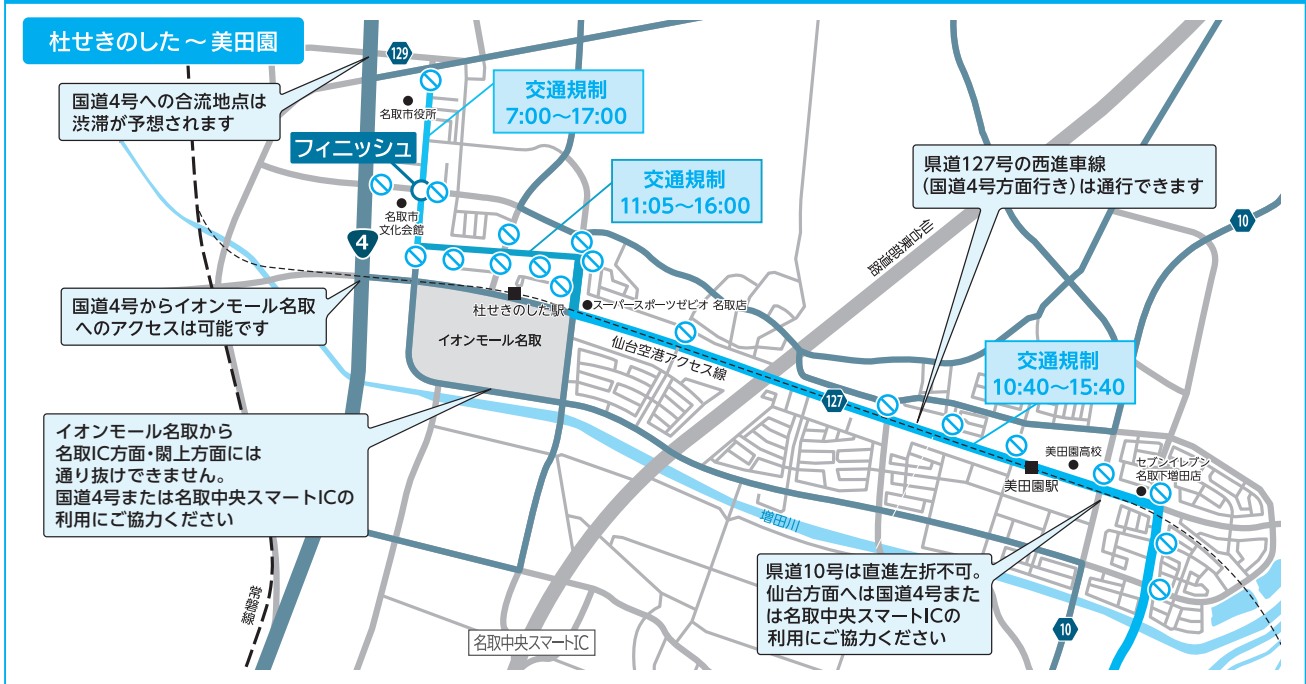 杜せきのした～美田園
129
国道4号への合流地点は
渋滞が予想されます
名取市役所
交通規制
7:00～17:00
フィニッシュ
交通規制
11:05～16:00
県道127号の西進車線
(国道4号方面行き)は通行できます
名取市
文化会館
4
仙台東部道路
10
国道4号からイオンモール名取
へのアクセスは可能です
杜せきのした駅
スーパースポーツゼビオ 名取店
イオンモール名取
仙台空港アクセス線
交通規制
10:40～15:40
127
イオンモール名取から
名取IC方面・閖上方面には
通り抜けできません。
国道4号または名取中央スマートICの
利用にご協力ください
美田園高校
セブンイレブン
名取下増田店
美田園駅
増田川
県道10号は直進左折不可。
仙台方面へは国道4号また
は名取中央スマートICの
利用にご協力ください
常磐線
名取中央スマートIC
10